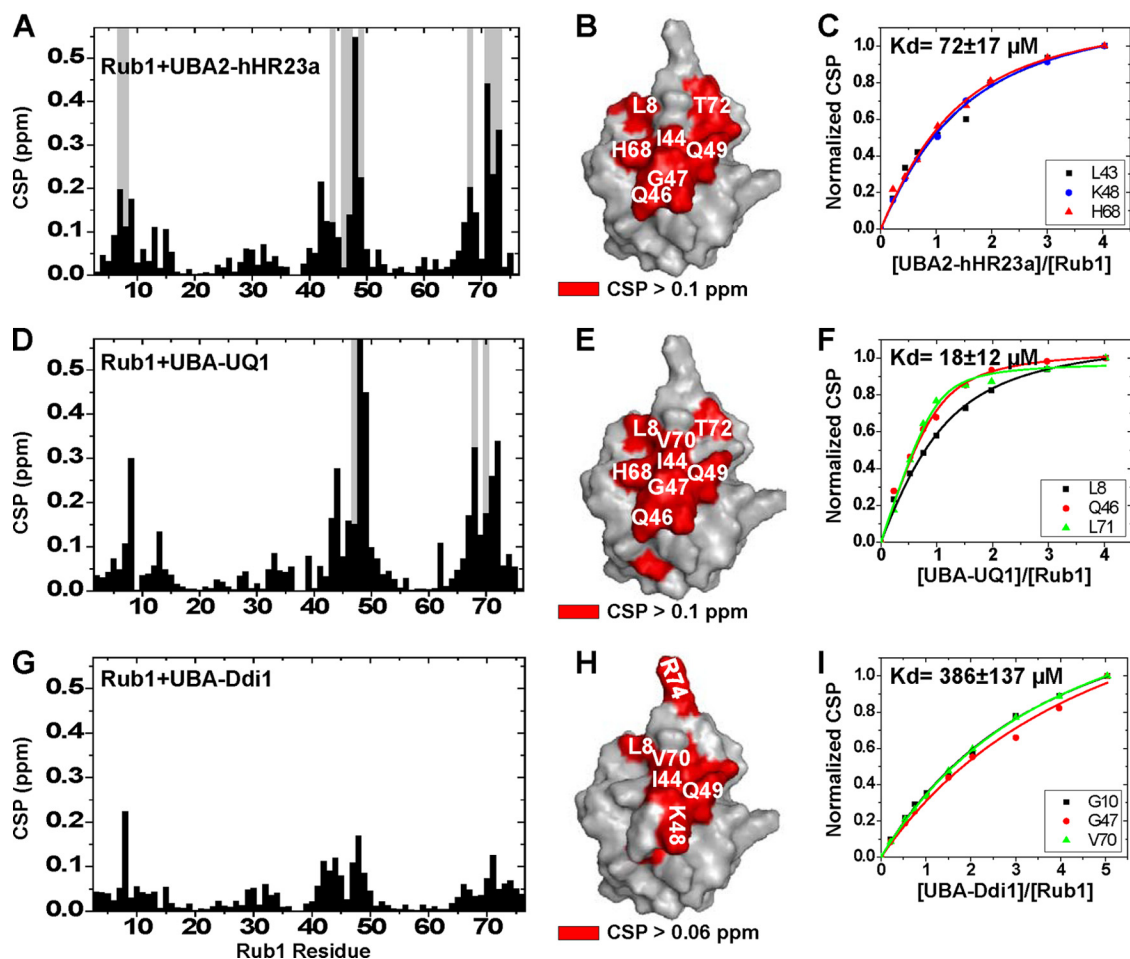 A
Rub1+UBA2-hHR23a
CSP (ppm)
0.5
0.4
0.3
0.2
0.1
0.0
10 20 30 40 50 60 70
B
L8 T72
I44
H68 Q49
G47
Q46
CSP > 0.1 ppm
C
Kd= 72±17 µM
Normalized CSP
1.0
0.8
0.6
0.4
0.2
0.0
L43
K48
H68
0 1 2 3 4
[UBA2-hHR23a]/[Rub1]
D
Rub1+UBA-UQ1
CSP (ppm)
0.5
0.4
0.3
0.2
0.1
0.0
10 20 30 40 50 60 70
E
L8 T72
V70
I44
H68 Q49
G47
Q46
CSP > 0.1 ppm
F
Kd= 18±12 µM
Normalized CSP
1.0
0.8
0.6
0.4
0.2
0.0
L8
Q46
L71
0 1 2 3 4
[UBA-UQ1]/[Rub1]
G
Rub1+UBA-Ddi1
CSP (ppm)
0.5
0.4
0.3
0.2
0.1
0.0
10 20 30 40 50 60 70
Rub1 Residue
H
R74
L8
V70
I44
Q49
K48
CSP > 0.06 ppm
I
Kd= 386±137 µM
Normalized CSP
1.0
0.8
0.6
0.4
0.2
0.0
G10
G47
V70
0 1 2 3 4 5
[UBA-Ddi1]/[Rub1]